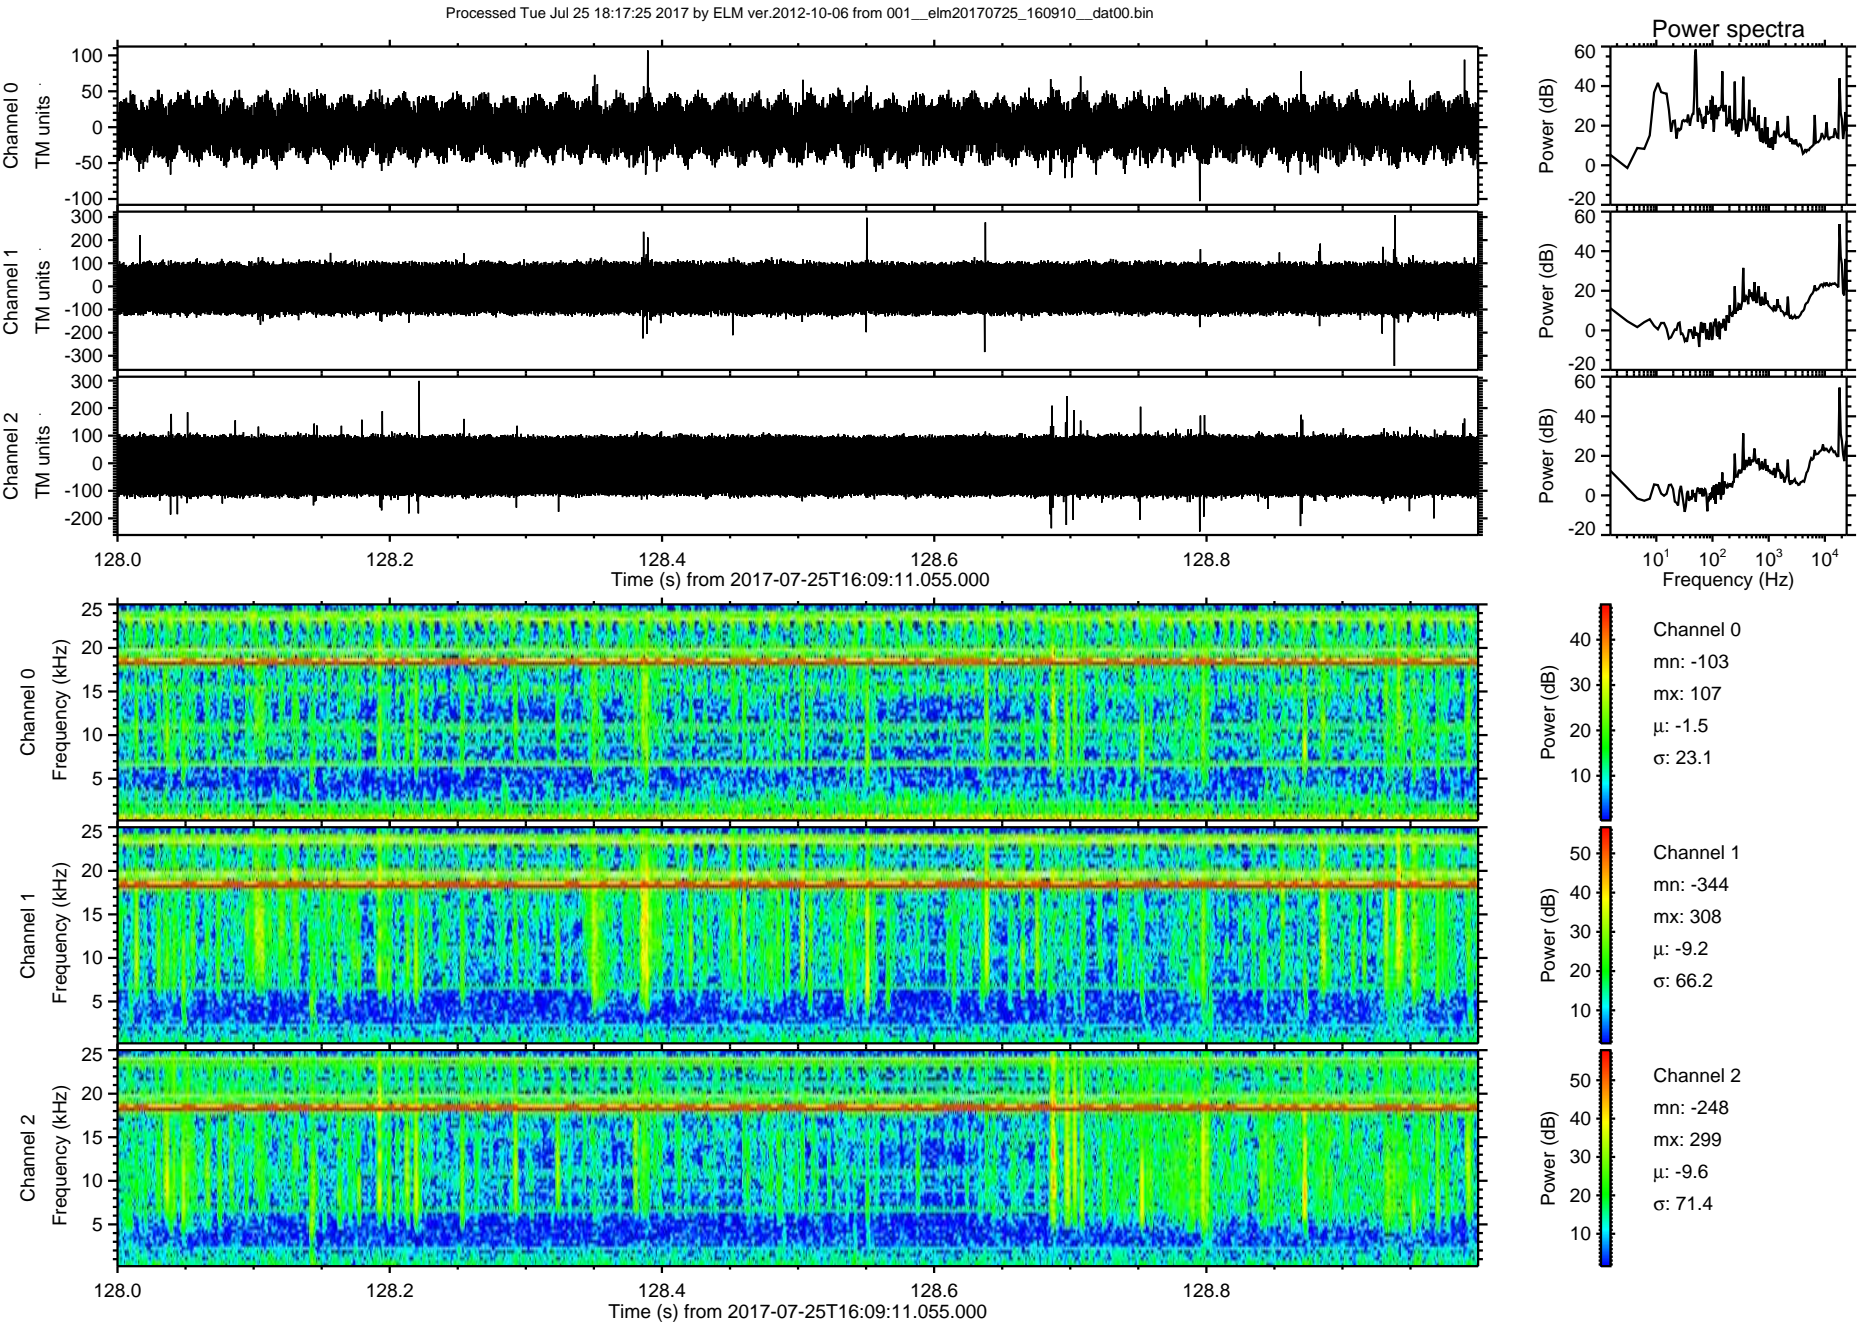 Processed Tue Jul 25 18:17:25 2017 by ELM ver.2012-10-06 from 001__elm20170725_160910__dat00.bin
Power spectra
Channel 0
TM units
100
50
0
-50
-100
Power (dB)
60
40
20
0
-20
Channel 1
TM units
300
200
100
0
-100
-200
-300
Power (dB)
60
40
20
0
-20
Channel 2
TM units
300
200
100
0
-100
-200
Power (dB)
60
40
20
0
-20
128.0 128.2 128.4 128.6 128.8
Time (s) from 2017-07-25T16:09:11.055.000
10^1 10^2 10^3 10^4
Frequency (Hz)
Channel 0
Frequency (kHz)
25
20
15
10
5
Power (dB)
40
30
20
10
Channel 0
mn: -103
mx: 107
μ: -1.5
σ: 23.1
Channel 1
Frequency (kHz)
25
20
15
10
5
Power (dB)
50
40
30
20
10
Channel 1
mn: -344
mx: 308
μ: -9.2
σ: 66.2
Channel 2
Frequency (kHz)
25
20
15
10
5
Power (dB)
50
40
30
20
10
Channel 2
mn: -248
mx: 299
μ: -9.6
σ: 71.4
128.0 128.2 128.4 128.6 128.8
Time (s) from 2017-07-25T16:09:11.055.000